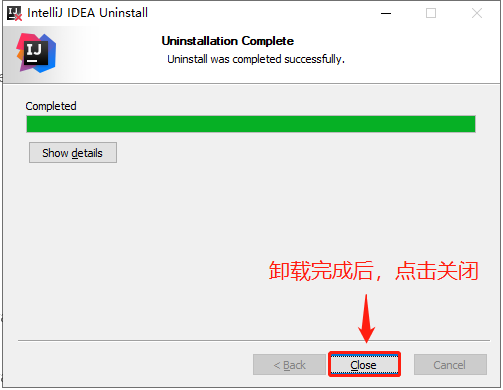 IntelliJ IDEA Uninstall
IJ
Uninstallation Complete
Uninstall was completed successfully.
Completed
Show details
卸载完成后，点击关闭
< Back
Close
Cancel